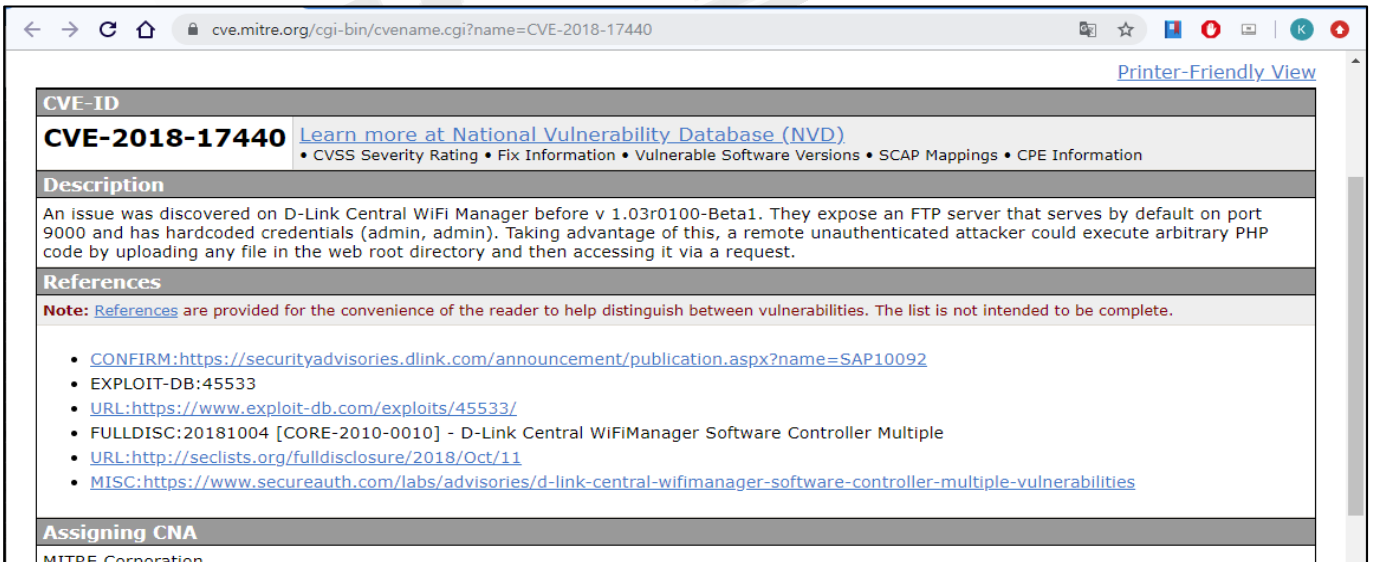 cve.mitre.org/cgi-bin/cvename.cgi?name=CVE-2018-17440
K
Printer-Friendly View
CVE-ID
CVE-2018-17440
Learn more at National Vulnerability Database (NVD)
• CVSS Severity Rating • Fix Information • Vulnerable Software Versions • SCAP Mappings • CPE Information
Description
An issue was discovered on D-Link Central WiFi Manager before v 1.03r0100-Beta1. They expose an FTP server that serves by default on port
9000 and has hardcoded credentials (admin, admin). Taking advantage of this, a remote unauthenticated attacker could execute arbitrary PHP
code by uploading any file in the web root directory and then accessing it via a request.
References
Note: References are provided for the convenience of the reader to help distinguish between vulnerabilities. The list is not intended to be complete.
• CONFIRM:https://securityadvisories.dlink.com/announcement/publication.aspx?name=SAP10092
• EXPLOIT-DB:45533
• URL:https://www.exploit-db.com/exploits/45533/
• FULLDISC:20181004 [CORE-2010-0010] - D-Link Central WiFiManager Software Controller Multiple
• URL:http://seclists.org/fulldisclosure/2018/Oct/11
• MISC:https://www.secureauth.com/labs/advisories/d-link-central-wifimanager-software-controller-multiple-vulnerabilities
Assigning CNA
MITRE Corporation